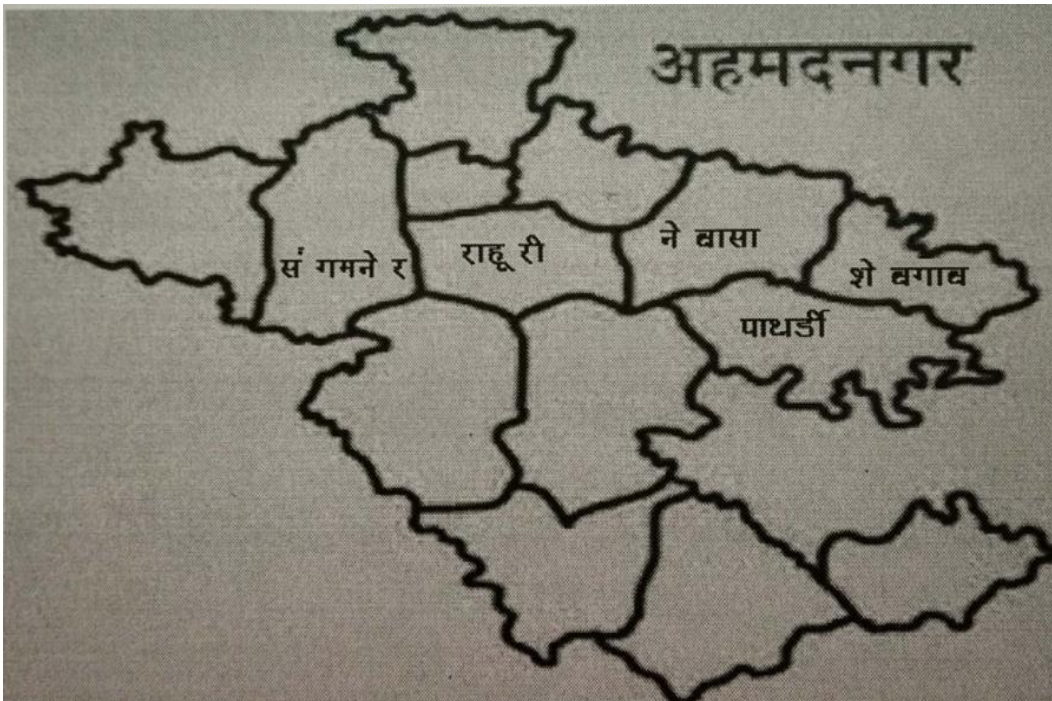 अहमदनगर
सं गमने र
राहू री
ने वासा
शे वगाव
पाथर्डी